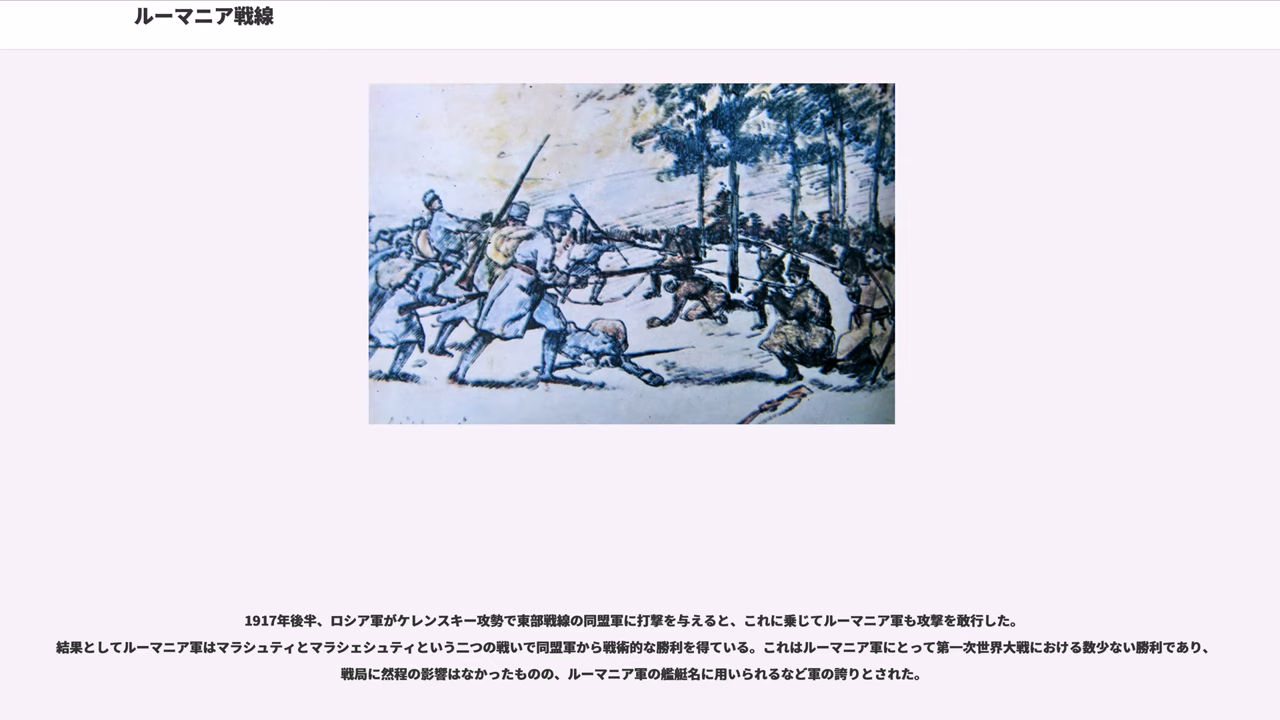 ルーマニア戦線
1917年後半、ロシア軍がケレンスキー攻勢で東部戦線の同盟軍に打撃を与えると、これに乗じてルーマニア軍も攻撃を敢行した。
結果としてルーマニア軍はマラシュティとマラシェシュティという二つの戦いで同盟軍から戦術的な勝利を得ている。これはルーマニア軍にとって第一次世界大戦における数少ない勝利であり、
戦局に然程の影響はなかったものの、ルーマニア軍の艦艇名に用いられるなど軍の誇りとされた。